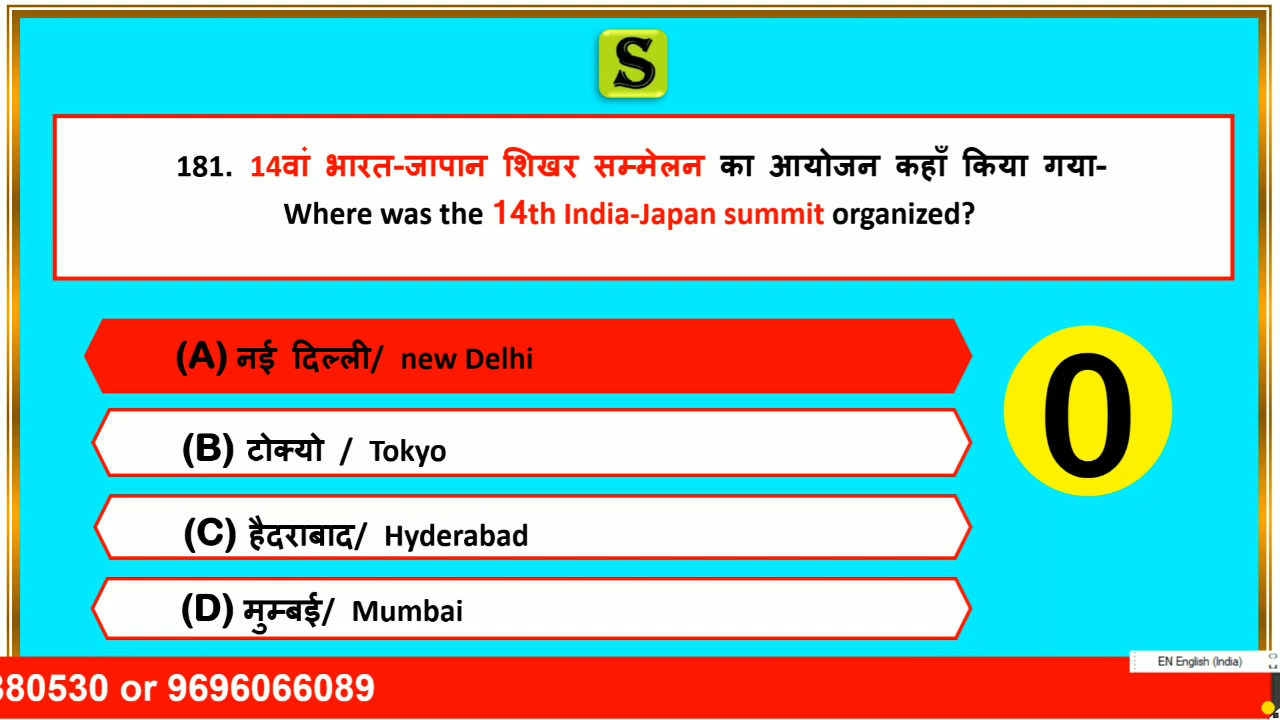 S
181. 14वां भारत-जापान शिखर सम्मेलन का आयोजन कहाँ किया गया-
Where was the 14th India-Japan summit organized?
(A) नई दिल्ली/ new Delhi
0
(B) टोक्यो / Tokyo
(C) हैदराबाद/ Hyderabad
(D) मुम्बई/ Mumbai
EN English (India)
380530 or 9696066089